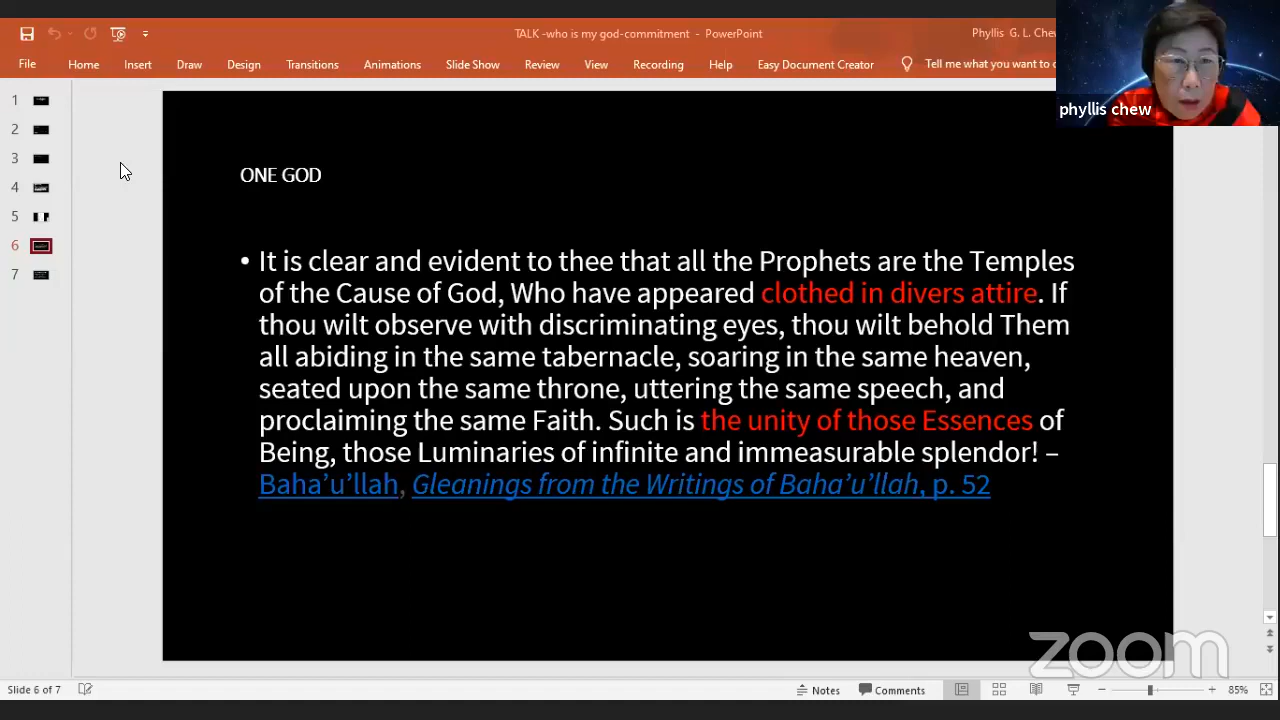 TALK -who is my god-commitment - PowerPoint
Phyllis G. L. Che
File Home Insert Draw Design Transitions Animations Slide Show Review View Recording Help Easy Document Creator Tell me what you want to
phyllis chew
1
2
3
4
5
6
7
ONE GOD
• It is clear and evident to thee that all the Prophets are the Temples
of the Cause of God, Who have appeared clothed in divers attire. If
thou wilt observe with discriminating eyes, thou wilt behold Them
all abiding in the same tabernacle, soaring in the same heaven,
seated upon the same throne, uttering the same speech, and
proclaiming the same Faith. Such is the unity of those Essences of
Being, those Luminaries of infinite and immeasurable splendor! –
Baha’u’llah, Gleanings from the Writings of Baha’u’llah, p. 52
zoom
Slide 6 of 7 Notes Comments 85%